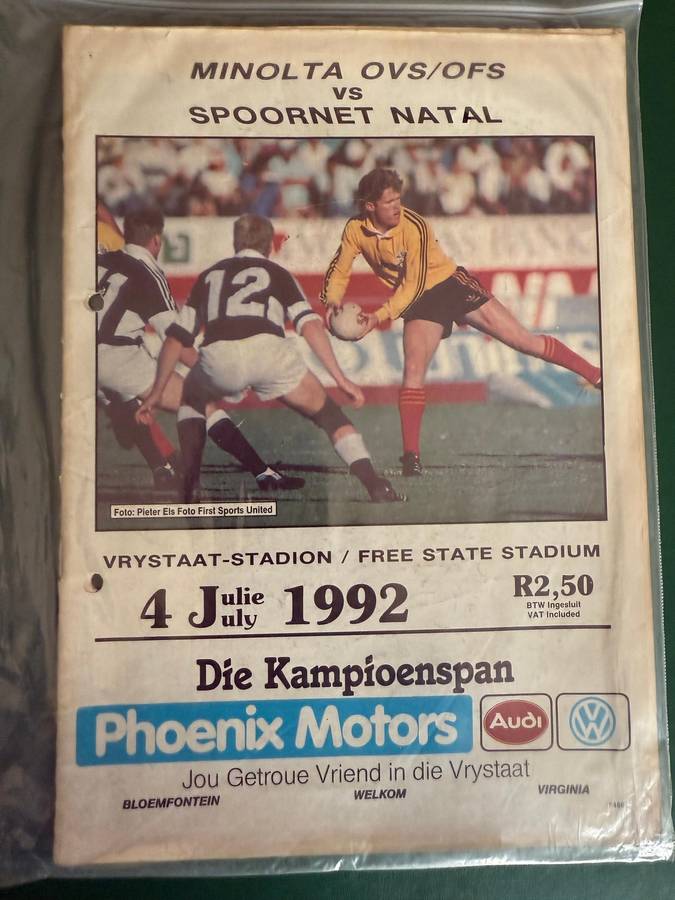 MINOLTA OVS/OFS
VS
SPOORNET NATAL
12
Foto: Pieter Els Foto First Sports United
VRYSTAAT-STADION / FREE STATE STADIUM
4 Julie July 1992
R2,50
BTW Ingesluit
VAT Included
Die Kampioenspan
Phoenix Motors
Audi
VW
Jou Getroue Vriend in die Vrystaat
BLOEMFONTEIN WELKOM VIRGINIA